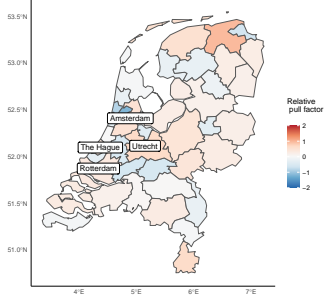 53.5°N
53.0°N
52.5°N
52.0°N
51.5°N
51.0°N
Amsterdam
The Hague
Utrecht
Rotterdam
4°E
5°E
6°E
7°E
Relative
pull factor
2
1
0
−1
−2